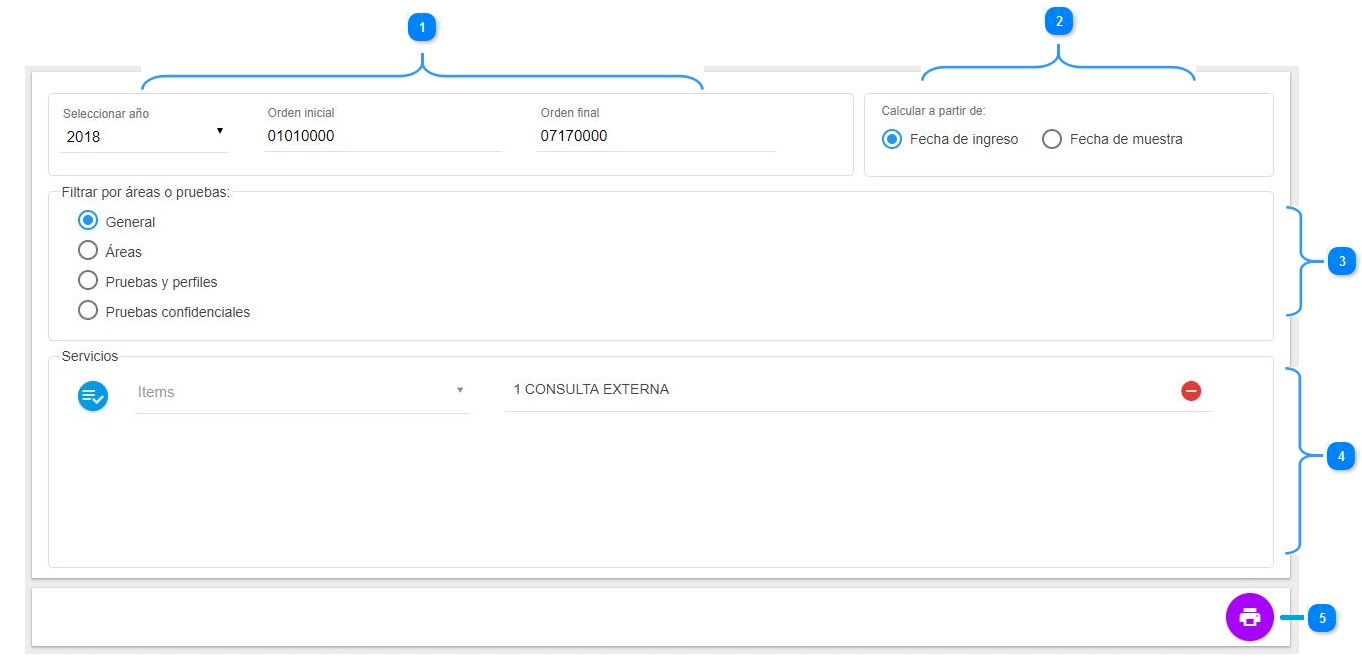 1
2
Seleccionar año
Orden inicial
Orden final
Calcular a partir de:
2018
01010000
07170000
Fecha de ingreso
Fecha de muestra
Filtrar por áreas o pruebas:
General
Áreas
Pruebas y perfiles
Pruebas confidenciales
3
Servicios
Items
1 CONSULTA EXTERNA
4
5